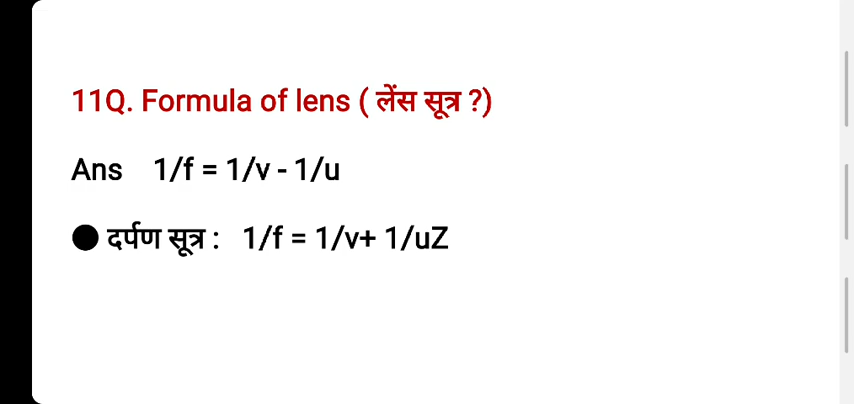 11Q. Formula of lens ( लेंस सूत्र ?)
Ans 1/f = 1/v - 1/u
● दर्पण सूत्र : 1/f = 1/v+ 1/uZ